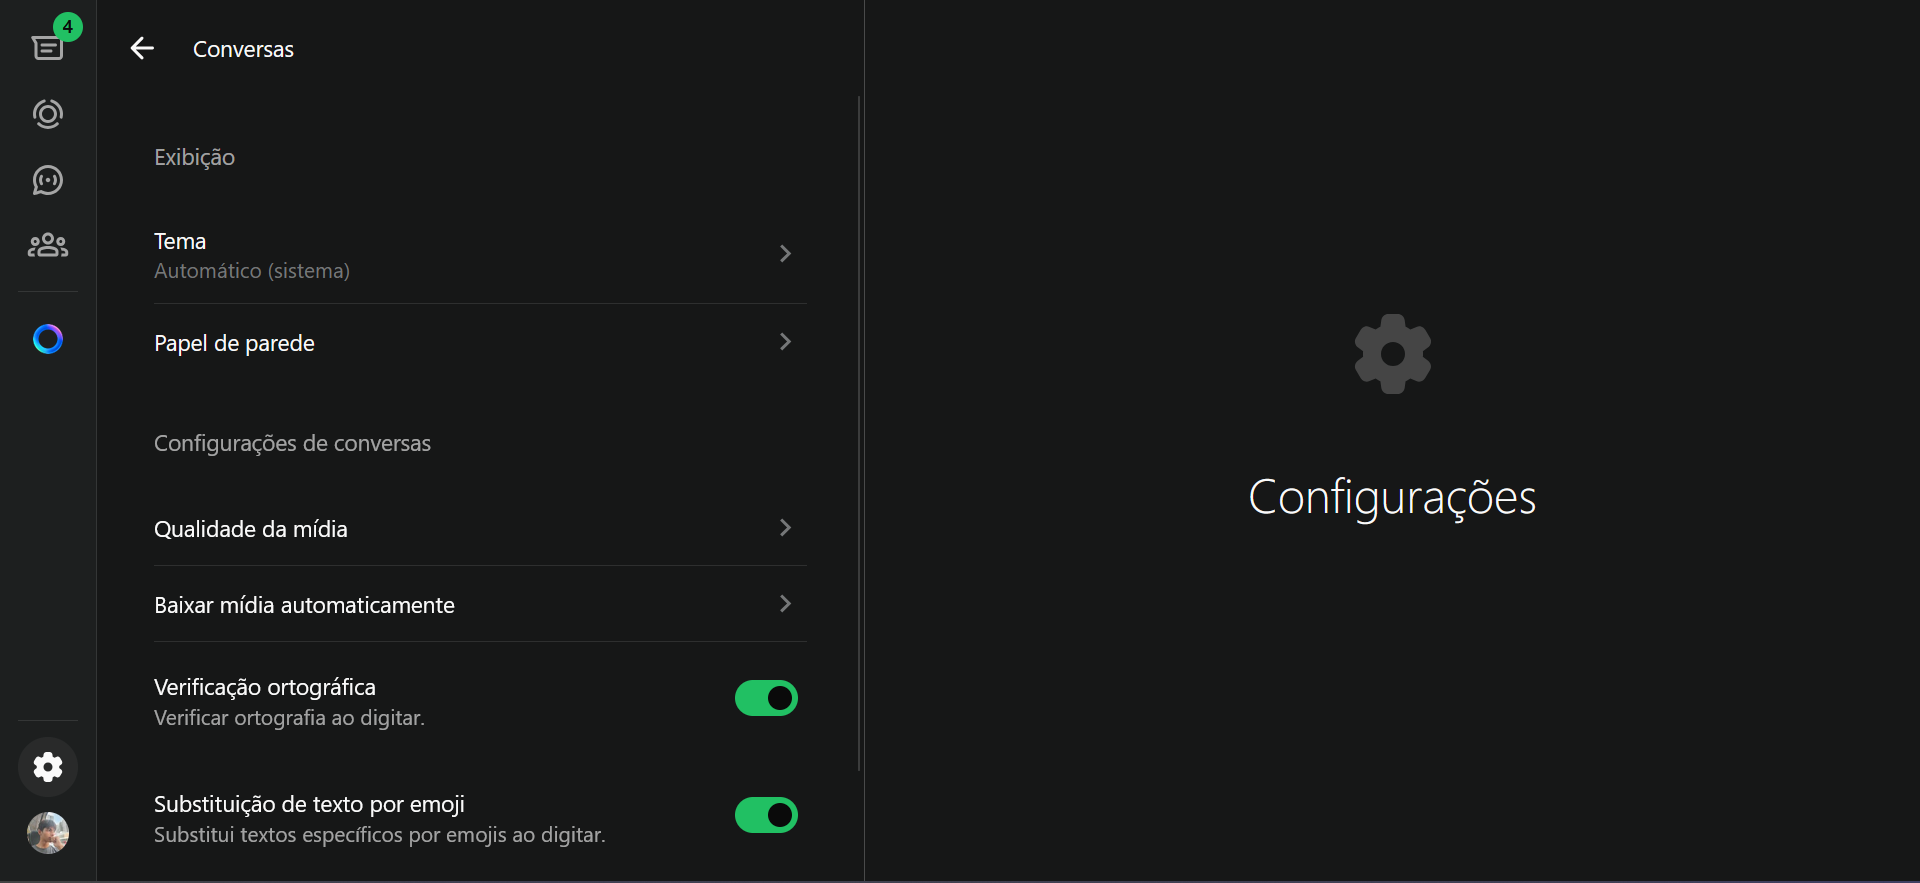 4
Conversas
Exibição
Tema
Automático (sistema)
Papel de parede
Configurações de conversas
Qualidade da mídia
Baixar mídia automaticamente
Verificação ortográfica
Verificar ortografia ao digitar.
Substituição de texto por emoji
Substitui textos específicos por emojis ao digitar.
Configurações